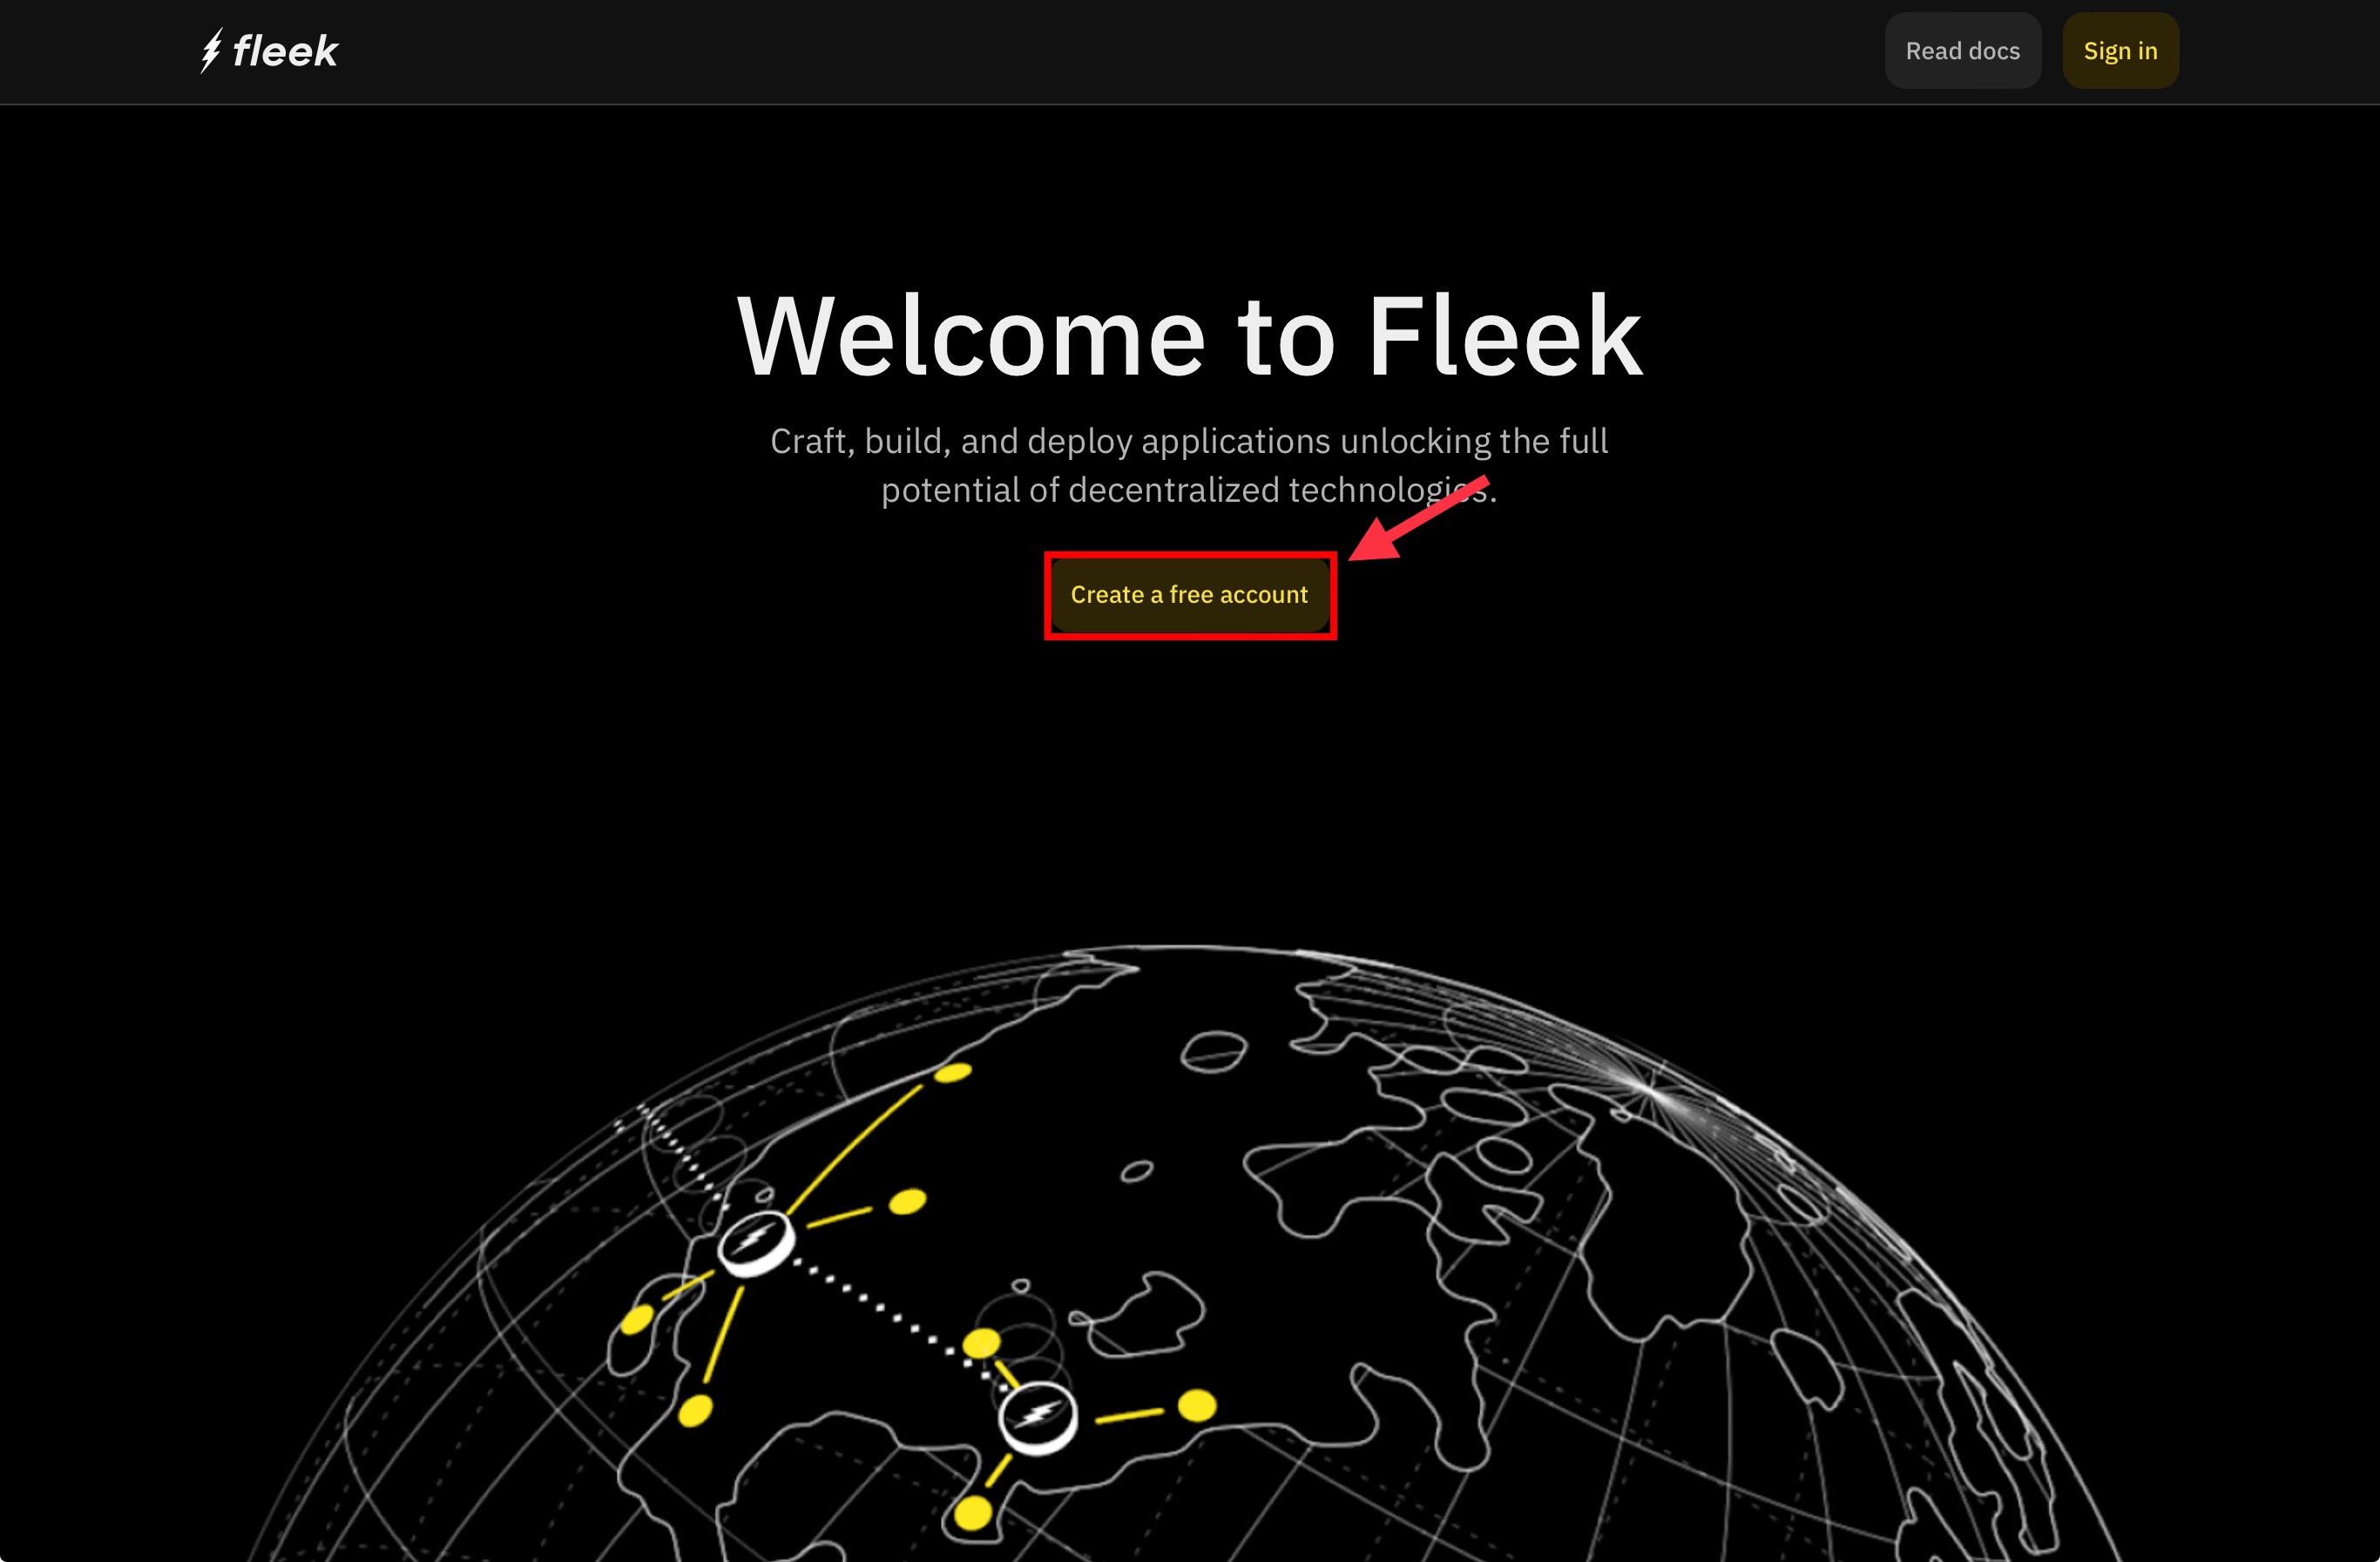 fleek
Read docs
Sign in
Welcome to Fleek
Craft, build, and deploy applications unlocking the full
potential of decentralized technologies.
Create a free account